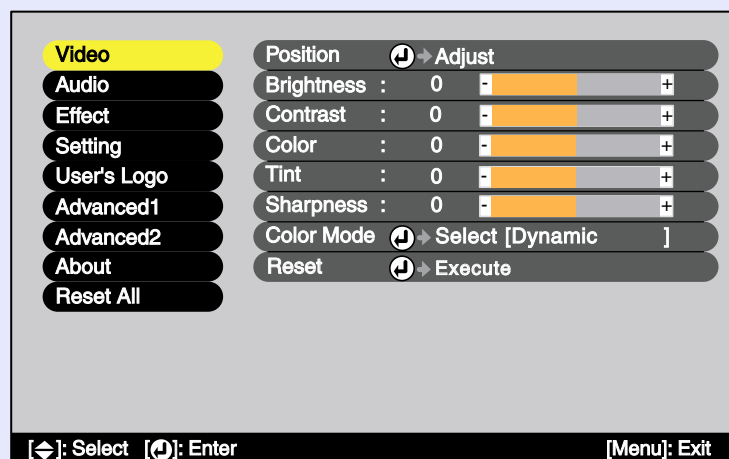 Video
Audio
Effect
Setting
User's Logo
Advanced1
Advanced2
About
Reset All
Position Adjust
Brightness : 0 - +
Contrast : 0 - +
Color : 0 - +
Tint : 0 - +
Sharpness : 0 - +
Color Mode Select [Dynamic ]
Reset Execute
[ ]: Select [ ]: Enter [Menu]: Exit